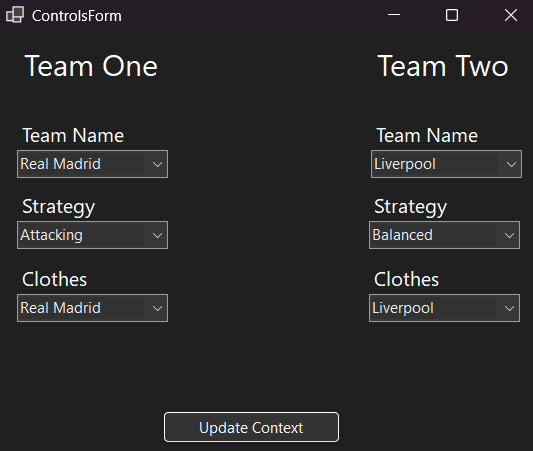 ControlsForm
Team One
Team Two
Team Name
Team Name
Real Madrid
Liverpool
Strategy
Strategy
Attacking
Balanced
Clothes
Clothes
Real Madrid
Liverpool
Update Context